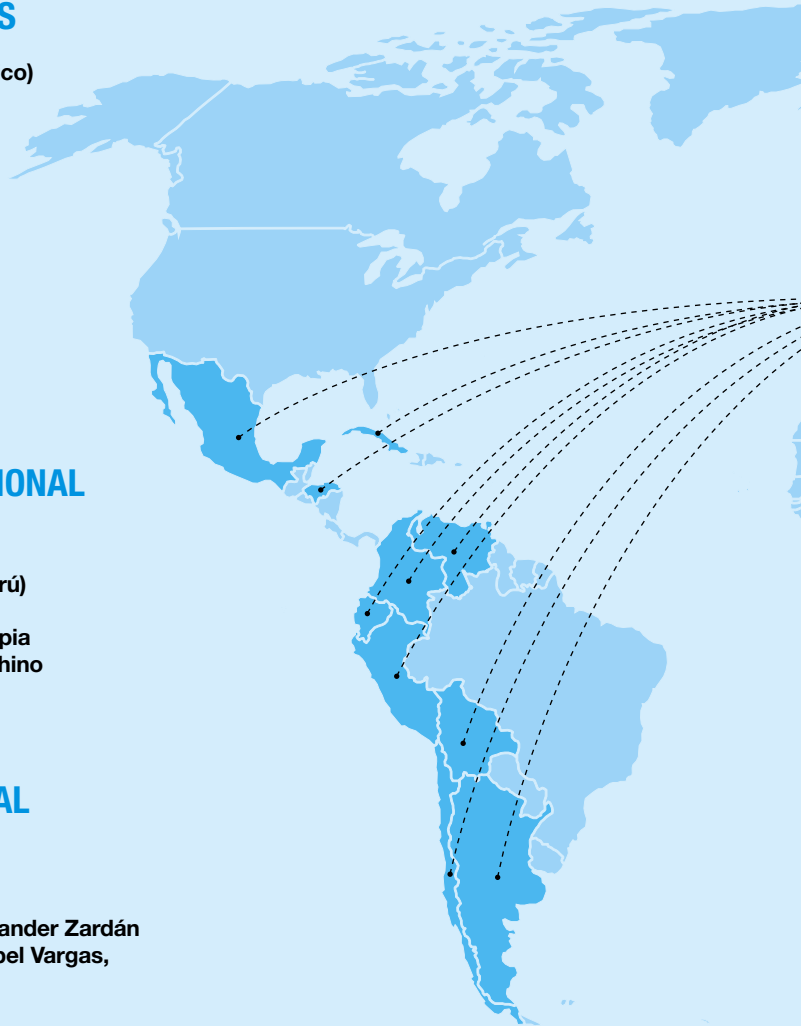 S
co)
IONAL
rú)
pia
hino
AL
ander Zardán
bel Vargas,